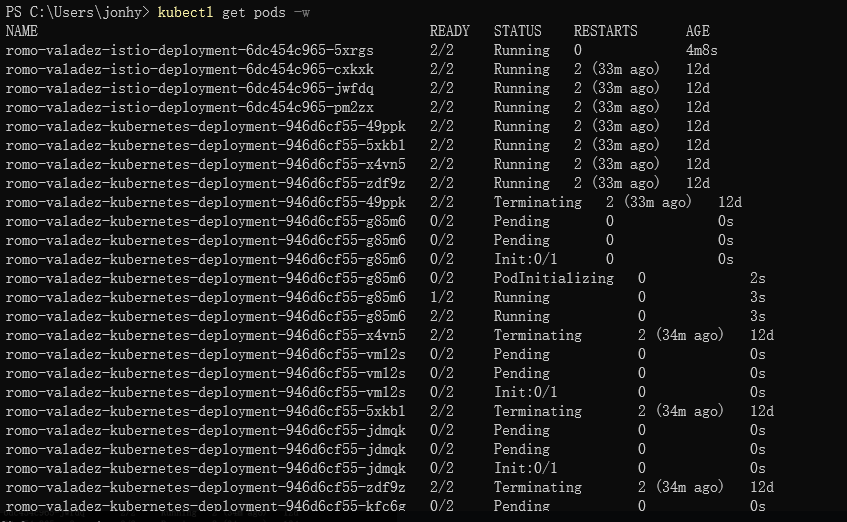 PS C:\Users\jonhy> kubectl get pods -w
NAME READY STATUS RESTARTS AGE
romo-valadez-istio-deployment-6dc454c965-5xrgs 2/2 Running 0 4m8s
romo-valadez-istio-deployment-6dc454c965-cxkxk 2/2 Running 2 (33m ago) 12d
romo-valadez-istio-deployment-6dc454c965-jwfdq 2/2 Running 2 (33m ago) 12d
romo-valadez-istio-deployment-6dc454c965-pm2zx 2/2 Running 2 (33m ago) 12d
romo-valadez-kubernetes-deployment-946d6cf55-49ppk 2/2 Running 2 (33m ago) 12d
romo-valadez-kubernetes-deployment-946d6cf55-5xkbl 2/2 Running 2 (33m ago) 12d
romo-valadez-kubernetes-deployment-946d6cf55-x4vn5 2/2 Running 2 (33m ago) 12d
romo-valadez-kubernetes-deployment-946d6cf55-zdf9z 2/2 Running 2 (33m ago) 12d
romo-valadez-kubernetes-deployment-946d6cf55-49ppk 2/2 Terminating 2 (33m ago) 12d
romo-valadez-kubernetes-deployment-946d6cf55-g85m6 0/2 Pending 0 0s
romo-valadez-kubernetes-deployment-946d6cf55-g85m6 0/2 Pending 0 0s
romo-valadez-kubernetes-deployment-946d6cf55-g85m6 0/2 Init:0/1 0 0s
romo-valadez-kubernetes-deployment-946d6cf55-g85m6 0/2 PodInitializing 0 2s
romo-valadez-kubernetes-deployment-946d6cf55-g85m6 1/2 Running 0 3s
romo-valadez-kubernetes-deployment-946d6cf55-g85m6 2/2 Running 0 3s
romo-valadez-kubernetes-deployment-946d6cf55-x4vn5 2/2 Terminating 2 (34m ago) 12d
romo-valadez-kubernetes-deployment-946d6cf55-vml2s 0/2 Pending 0 0s
romo-valadez-kubernetes-deployment-946d6cf55-vml2s 0/2 Pending 0 0s
romo-valadez-kubernetes-deployment-946d6cf55-vml2s 0/2 Init:0/1 0 0s
romo-valadez-kubernetes-deployment-946d6cf55-5xkbl 2/2 Terminating 2 (34m ago) 12d
romo-valadez-kubernetes-deployment-946d6cf55-jdmqk 0/2 Pending 0 0s
romo-valadez-kubernetes-deployment-946d6cf55-jdmqk 0/2 Pending 0 0s
romo-valadez-kubernetes-deployment-946d6cf55-jdmqk 0/2 Init:0/1 0 0s
romo-valadez-kubernetes-deployment-946d6cf55-zdf9z 2/2 Terminating 2 (34m ago) 12d
romo-valadez-kubernetes-deployment-946d6cf55-kfc6g 0/2 Pending 0 0s